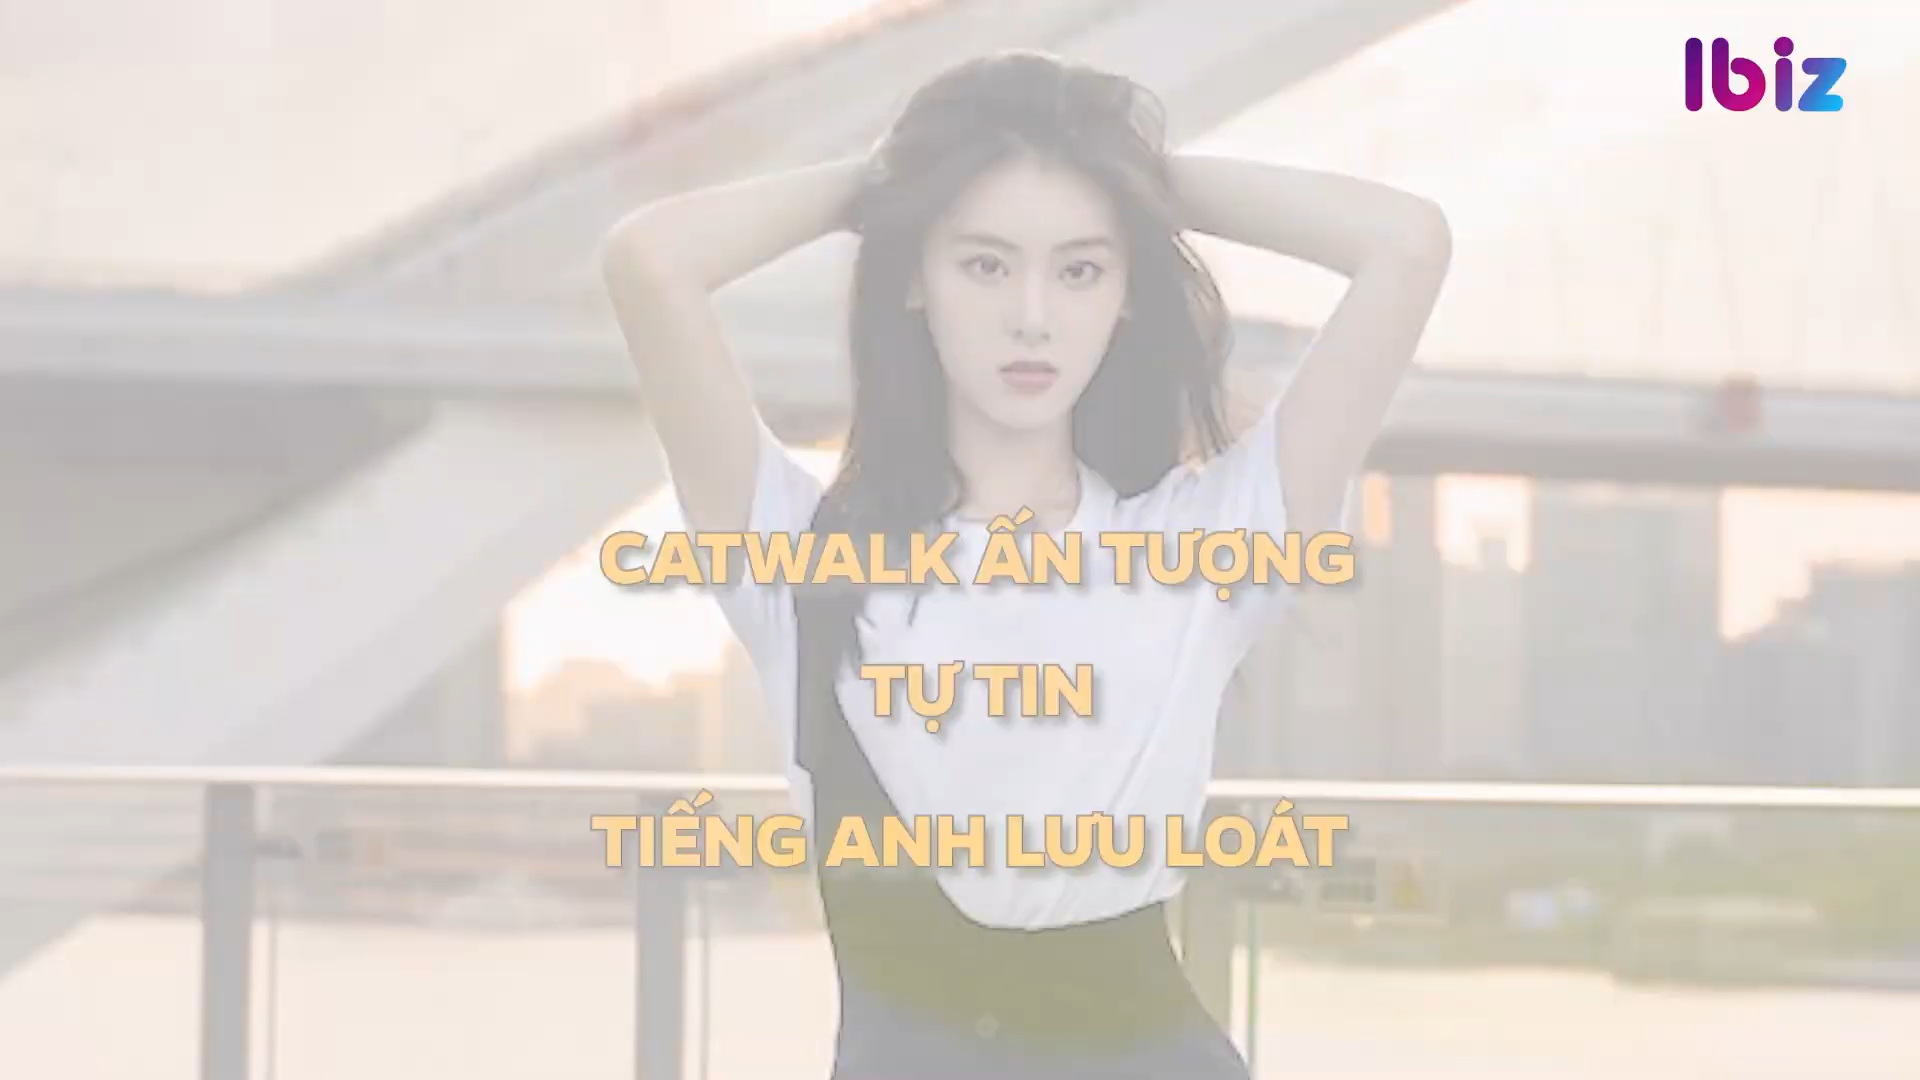 Ibiz
CATWALK ẤN TƯỢNG
TỰ TIN
TIẾNG ANH LƯU LOÁT